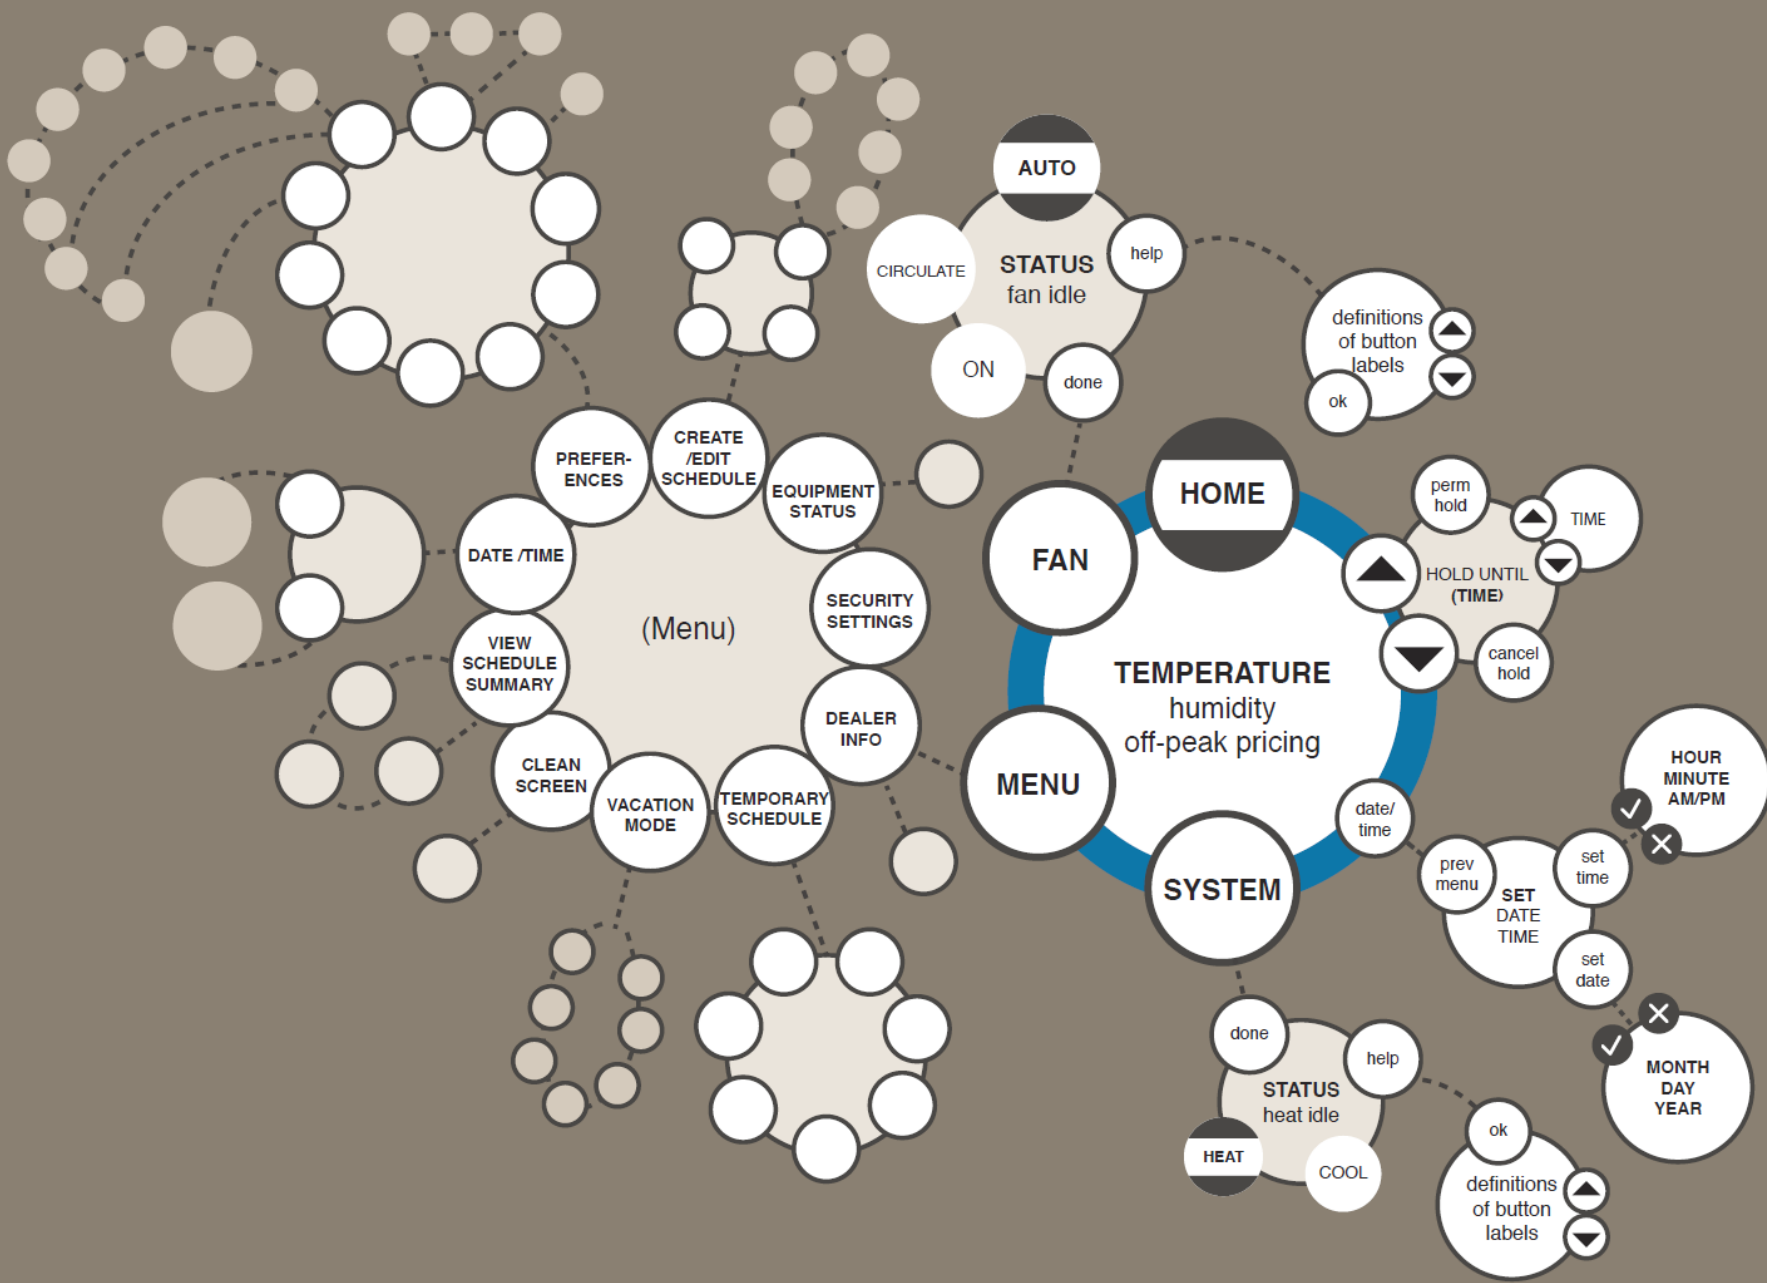 AUTO
CIRCULATE
STATUS
fan idle
help
ON
done
definitions
of button
labels
ok
PREFER-
ENCES
CREATE
/EDIT
SCHEDULE
EQUIPMENT
STATUS
DATE /TIME
SECURITY
SETTINGS
(Menu)
VIEW
SCHEDULE
SUMMARY
DEALER
INFO
CLEAN
SCREEN
VACATION
MODE
TEMPORARY
SCHEDULE
HOME
FAN
TEMPERATURE
humidity
off-peak pricing
MENU
SYSTEM
date/
time
perm
hold
TIME
HOLD UNTIL
(TIME)
cancel
hold
HOUR
MINUTE
AM/PM
prev
menu
set
time
SET
DATE
TIME
set
date
MONTH
DAY
YEAR
done
help
STATUS
heat idle
HEAT
COOL
ok
definitions
of button
labels